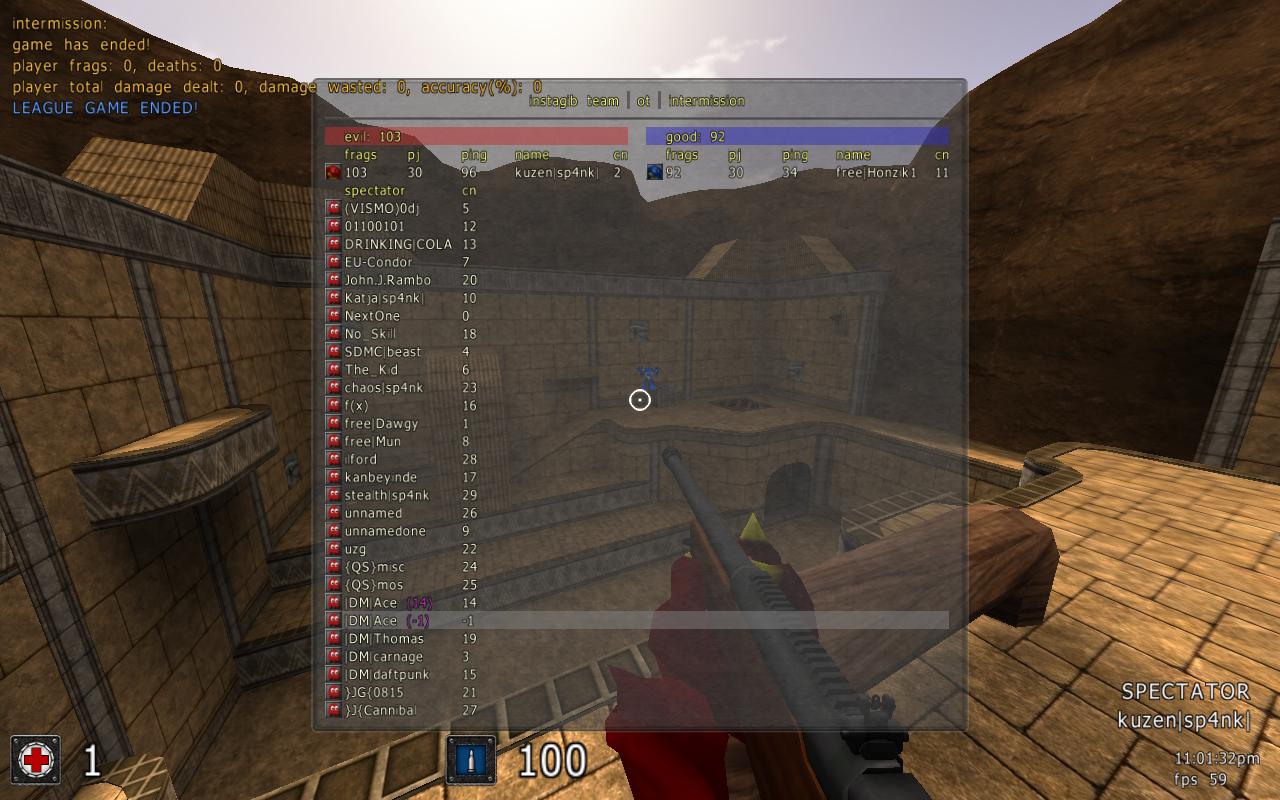 intermission:
game has ended!
player frags: 0, deaths: 0
player total damage dealt: 0, damage wasted: 0, accuracy(%): 0
LEAGUE GAME ENDED!
instagib team | ot | intermission
evil: 103
frags pj ping name cn
103 30 96 kuzen|sp4nk| 2
good: 92
frags pj ping name cn
92 30 34 free|Honzik1 11
spectator cn
(VISMO)0dj 5
01100101 12
DRINKING|COLA 13
EU-Condor 7
John.J.Rambo 20
Katja|sp4nk| 10
NextOne 0
No_Skill 18
SDMC|beast 4
The_Kid 6
chaos|sp4nk 23
f(x) 16
free|Dawgy 1
free|Mun 8
ilford 28
kanbeyinde 17
stealth|sp4nk 29
unnamed 26
unnamedone 9
uzg 22
{QS}misc 24
{QS}mos 25
|DM|Ace (14) 14
|DM|Ace (-1) -1
|DM|Thomas 19
|DM|carnage 3
|DM|daftpunk 15
}JG{0815 21
}J{Cannibal 27
SPECTATOR
kuzen|sp4nk|
11:01:32pm
fps 59
1
100